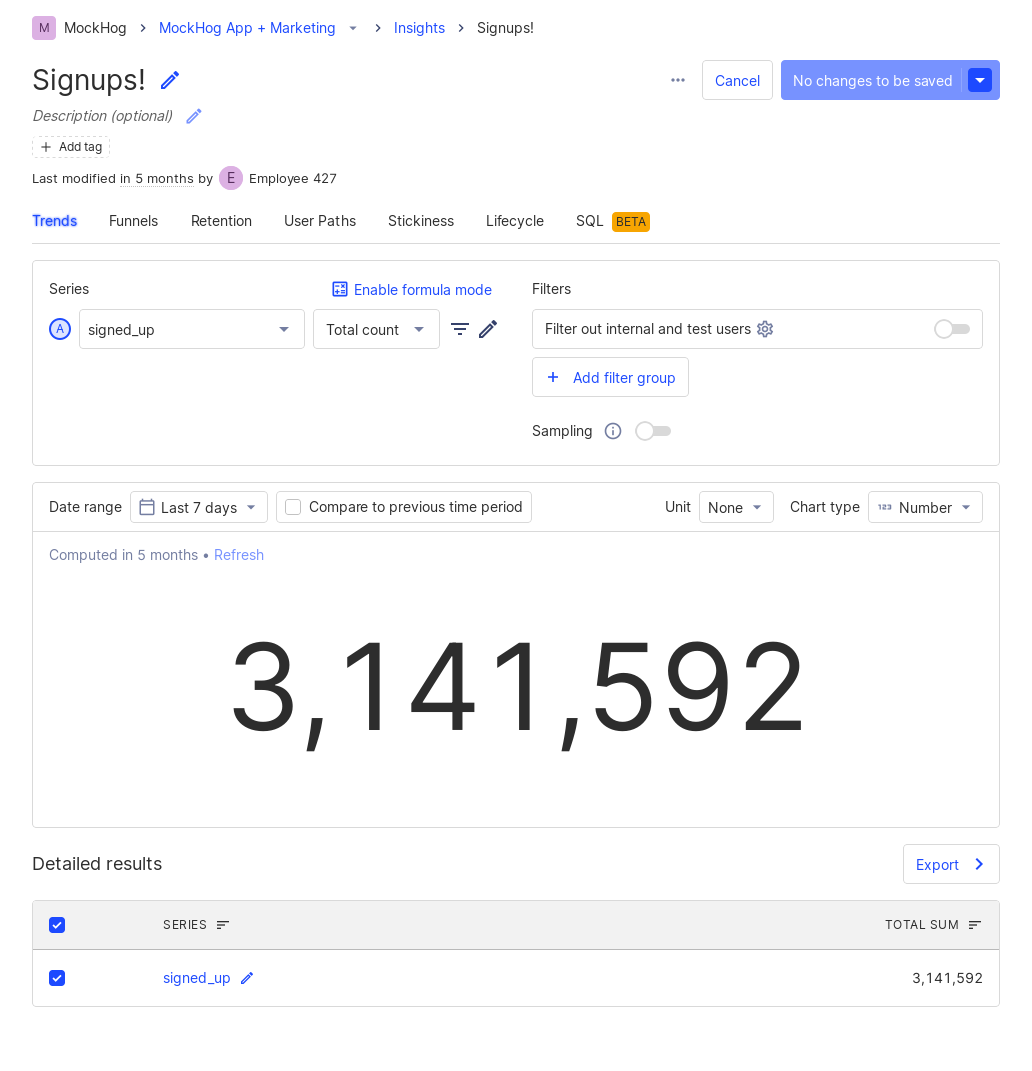 M MockHog MockHog App + Marketing Insights Signups!
Signups!
Cancel No changes to be saved
Description (optional)
Add tag
Last modified in 5 months by E Employee 427
Trends Funnels Retention User Paths Stickiness Lifecycle SQL BETA
Series Enable formula mode
A signed_up Total count
Filters
Filter out internal and test users
+ Add filter group
Sampling
Date range Last 7 days Compare to previous time period Unit None Chart type 123 Number
Computed in 5 months • Refresh
3,141,592
Detailed results Export
SERIES TOTAL SUM
signed_up 3,141,592